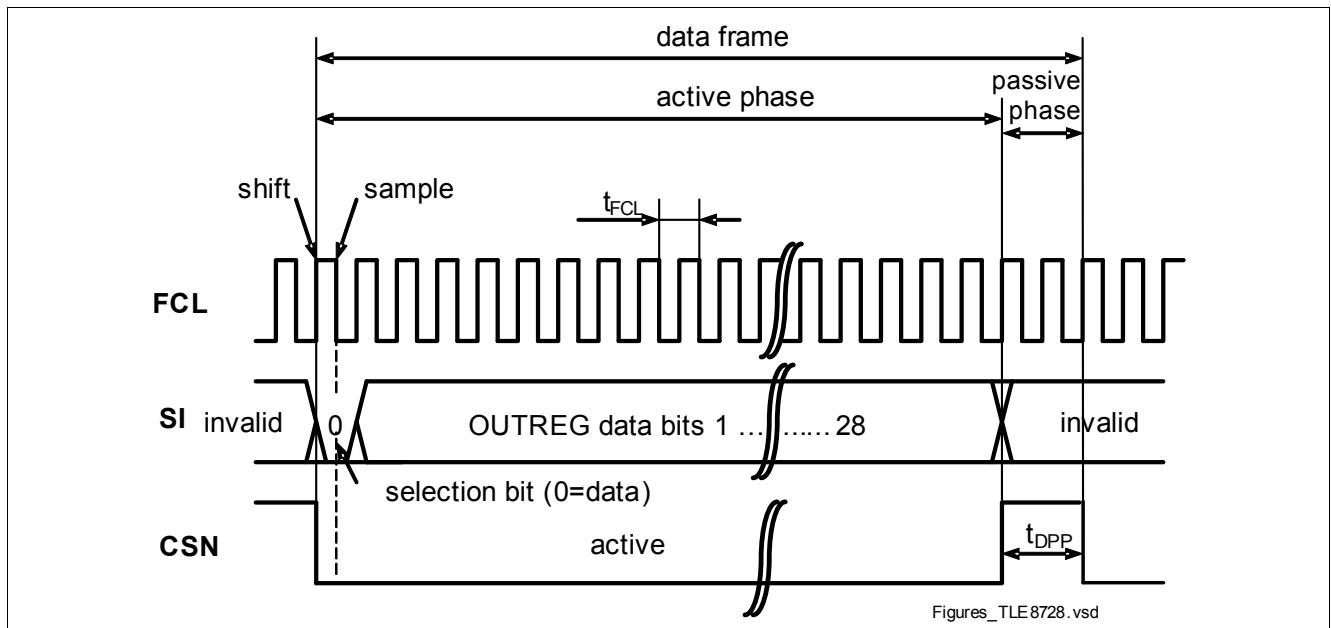 data frame
passive
active phase
phase
shift
sample
tFCL
FCL
SI
invalid
0
OUTREG data bits 1 ............ 28
invalid
selection bit (0=data)
CSN
active
tDPP
Figures_TLE8728.vsd